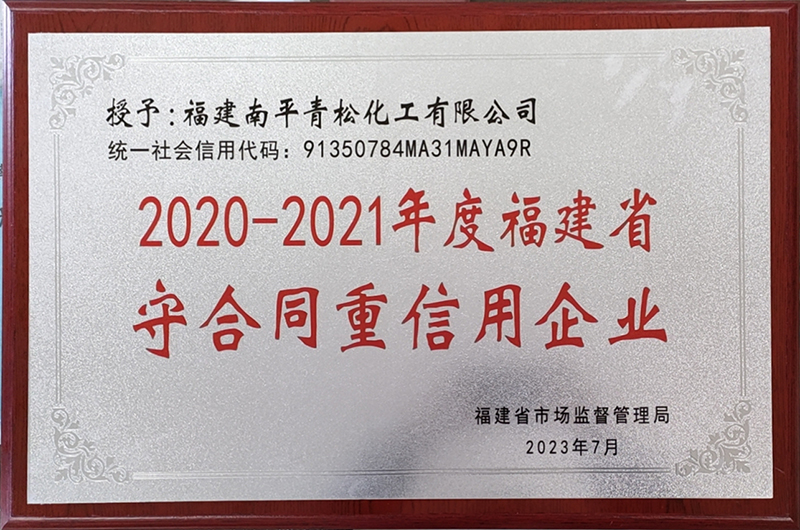 授予:福建南平青松化工有限公司
统一社会信用代码：91350784MA31MAYA9R
2020-2021年度福建省
守合同重信用企业
福建省市场监督管理局
2023年7月